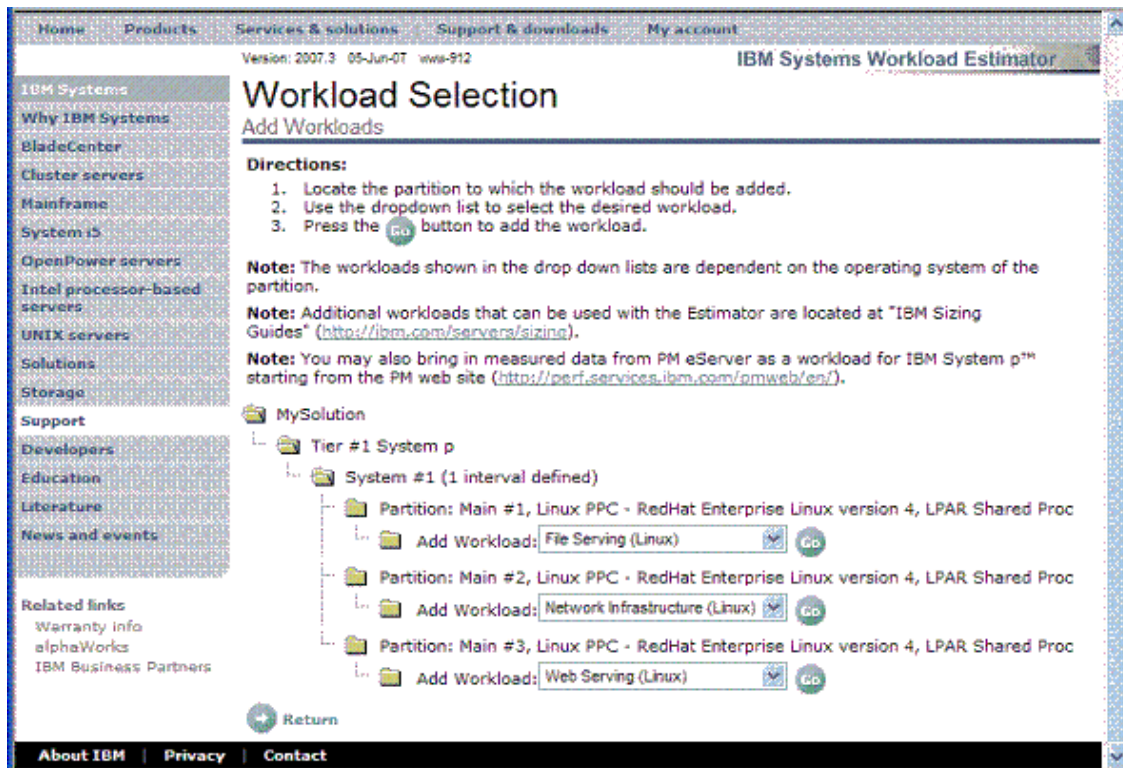 Home Products Services & solutions Support & downloads My account
Version: 2007.3 05-Jun-07 www-912
IBM Systems Workload Estimator
IBM Systems
Why IBM Systems
BladeCenter
Cluster servers
Mainframe
System i5
OpenPower servers
Intel processor-based
servers
UNIX servers
Solutions
Storage
Support
Developers
Education
Literature
News and events
Related links
Warranty info
alphaWorks
IBM Business Partners
Workload Selection
Add Workloads
Directions:
1. Locate the partition to which the workload should be added.
2. Use the dropdown list to select the desired workload.
3. Press the Go button to add the workload.
Note: The workloads shown in the drop down lists are dependent on the operating system of the
partition.
Note: Additional workloads that can be used with the Estimator are located at "IBM Sizing
Guides" (http://ibm.com/servers/sizing).
Note: You may also bring in measured data from PM eServer as a workload for IBM System p™
starting from the PM web site (http://perf.services.ibm.com/pmweb/en/).
MySolution
Tier #1 System p
System #1 (1 interval defined)
Partition: Main #1, Linux PPC - RedHat Enterprise Linux version 4, LPAR Shared Proc
Add Workload: File Serving (Linux) Go
Partition: Main #2, Linux PPC - RedHat Enterprise Linux version 4, LPAR Shared Proc
Add Workload: Network Infrastructure (Linux) Go
Partition: Main #3, Linux PPC - RedHat Enterprise Linux version 4, LPAR Shared Proc
Add Workload: Web Serving (Linux) Go
Return
About IBM | Privacy | Contact